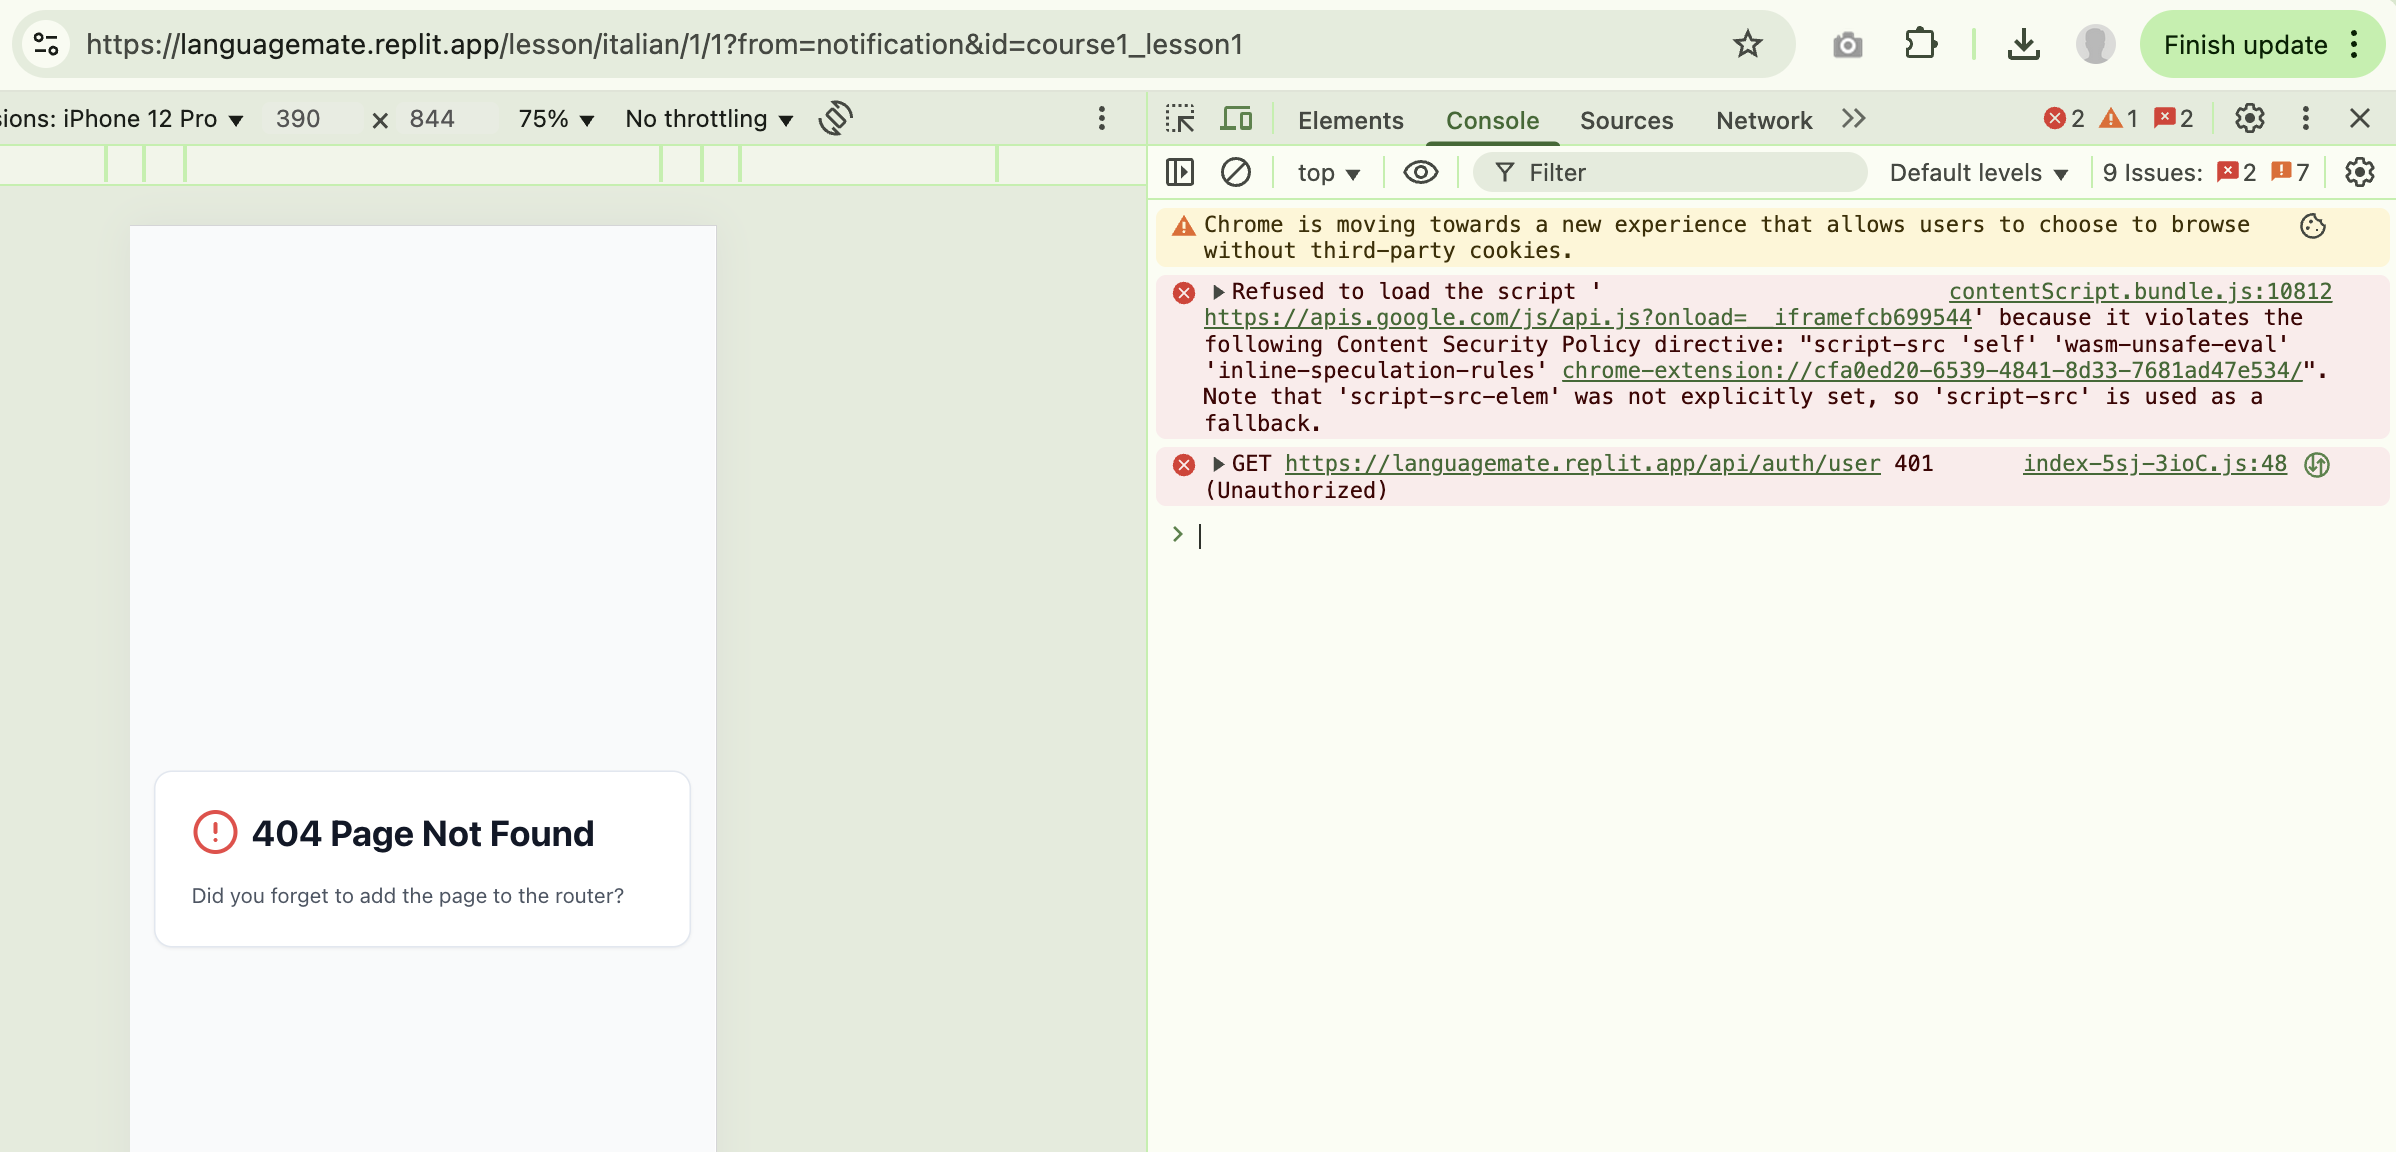 https://languagemate.replit.app/lesson/italian/1/1?from=notification&id=course1_lesson1
Finish update
ions: iPhone 12 Pro ▼ 390 × 844 75% ▼ No throttling ▼
Elements Console Sources Network 2 1 2
top ▼ Filter Default levels ▼ 9 Issues: 2 7
Chrome is moving towards a new experience that allows users to choose to browse
without third-party cookies.
Refused to load the script ' contentScript.bundle.js:10812
https://apis.google.com/js/api.js?onload=__iframefcb699544' because it violates the
following Content Security Policy directive: "script-src 'self' 'wasm-unsafe-eval'
'inline-speculation-rules' chrome-extension://cfa0ed20-6539-4841-8d33-7681ad47e534/".
Note that 'script-src-elem' was not explicitly set, so 'script-src' is used as a
fallback.
GET https://languagemate.replit.app/api/auth/user 401 index-5sj-3ioC.js:48
(Unauthorized)
404 Page Not Found
Did you forget to add the page to the router?